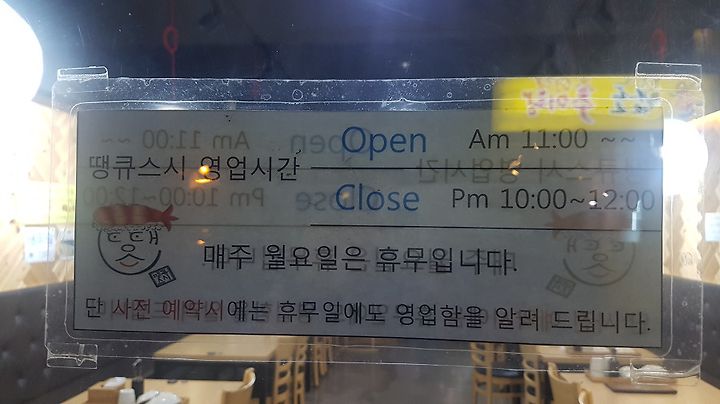 땡큐스시 영업시간
Open Am 11:00 ~~
Close Pm 10:00~12:00
매주 월요일은 휴무입니다.
단 사전 예약시에는 휴무일에도 영업함을 알려 드립니다.